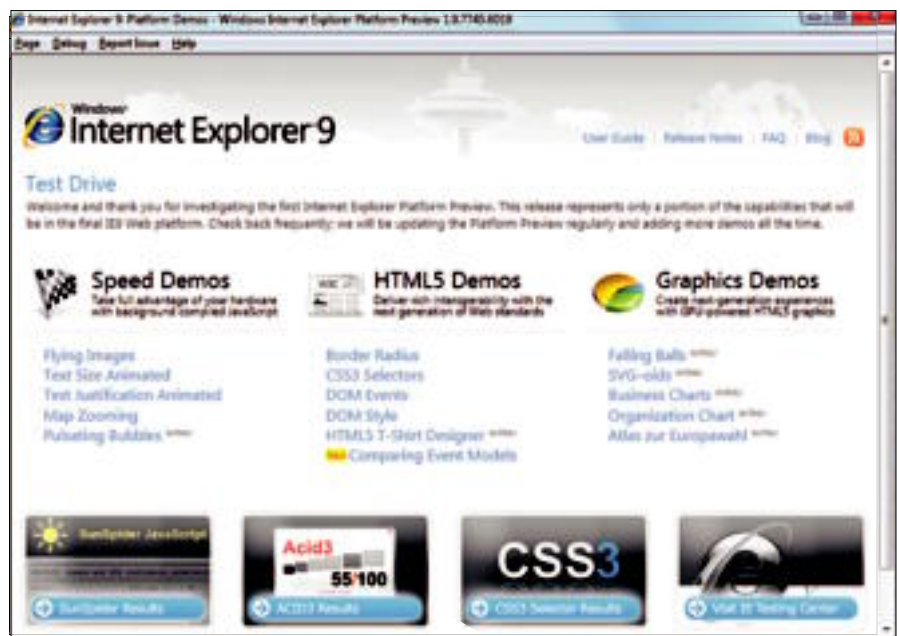 Internet Explorer 9 Platform Demos - Windows Internet Explorer Platform Preview 1.9.7745.6019
Page Debug Report Issue Help
Windows
Internet Explorer 9
User Guide | Release Notes | FAQ | Blog
Test Drive
Welcome and thank you for investigating the first Internet Explorer Platform Preview. This release represents only a portion of the capabilities that will
be in the final IE9 Web platform. Check back frequently; we will be updating the Platform Preview regularly and adding more demos all the time.
Speed Demos
Take full advantage of your hardware
with background compiled JavaScript
Flying Images
Text Size Animated
Text Justification Animated
Map Zooming
Pulsating Bubbles
HTML5 Demos
Deliver rich interoperability with the
next generation of Web standards
Border Radius
CSS3 Selectors
DOM Events
DOM Style
HTML5 T-Shirt Designer
Comparing Event Models
Graphics Demos
Create next-generation experiences
with GPU-powered HTML5 graphics
Falling Balls
SVG-oids
Business Charts
Organization Chart
Atlas zur Europawahl
SunSpider JavaScript
SunSpider Results
Acid3
55/100
ACID3 Results
CSS3
CSS3 Selector Results
Visit IE Testing Center